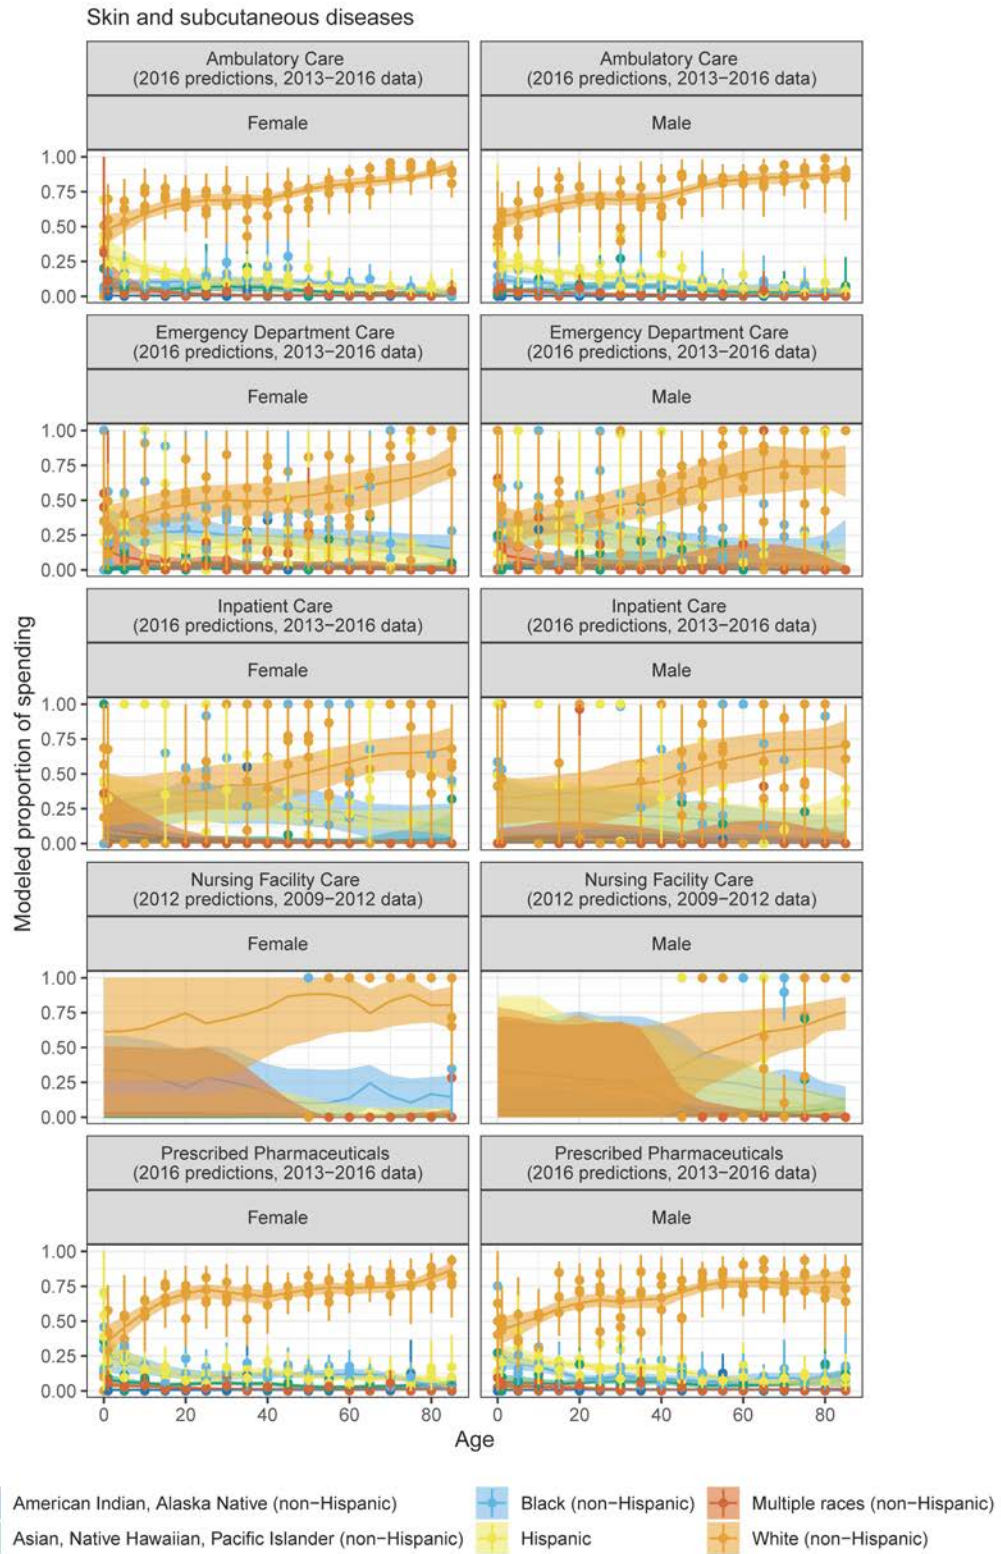 Skin and subcutaneous diseases
Ambulatory Care
(2016 predictions, 2013−2016 data)
Ambulatory Care
(2016 predictions, 2013−2016 data)
Female
Male
1.00
0.75
0.50
0.25
0.00
Emergency Department Care
(2016 predictions, 2013−2016 data)
Emergency Department Care
(2016 predictions, 2013−2016 data)
Female
Male
1.00
0.75
0.50
0.25
0.00
Inpatient Care
(2016 predictions, 2013−2016 data)
Inpatient Care
(2016 predictions, 2013−2016 data)
Female
Male
1.00
0.75
0.50
0.25
0.00
Modeled proportion of spending
Nursing Facility Care
(2012 predictions, 2009−2012 data)
Nursing Facility Care
(2012 predictions, 2009−2012 data)
Female
Male
1.00
0.75
0.50
0.25
0.00
Prescribed Pharmaceuticals
(2016 predictions, 2013−2016 data)
Prescribed Pharmaceuticals
(2016 predictions, 2013−2016 data)
Female
Male
1.00
0.75
0.50
0.25
0.00
0 20 40 60 80 0 20 40 60 80
Age
American Indian, Alaska Native (non−Hispanic) Black (non−Hispanic) Multiple races (non−Hispanic)
Asian, Native Hawaiian, Pacific Islander (non−Hispanic) Hispanic White (non−Hispanic)